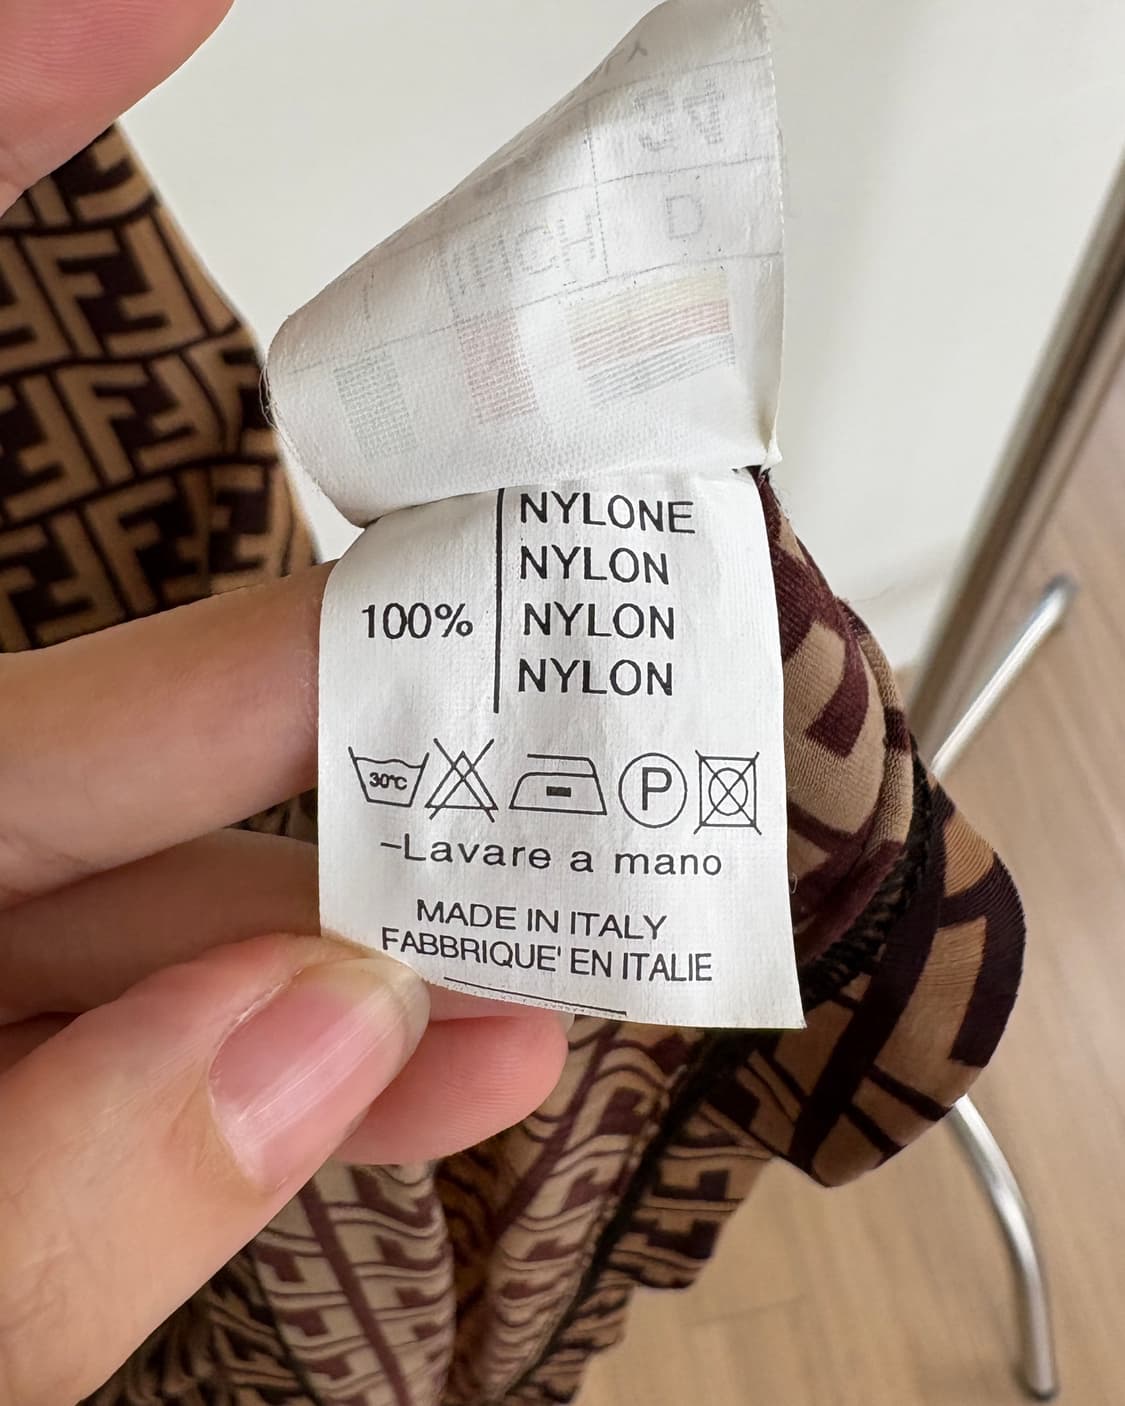 NYLONE
NYLON
100% NYLON
NYLON
30°C P
-Lavare a mano
MADE IN ITALY
FABBRIQUE' EN ITALIE